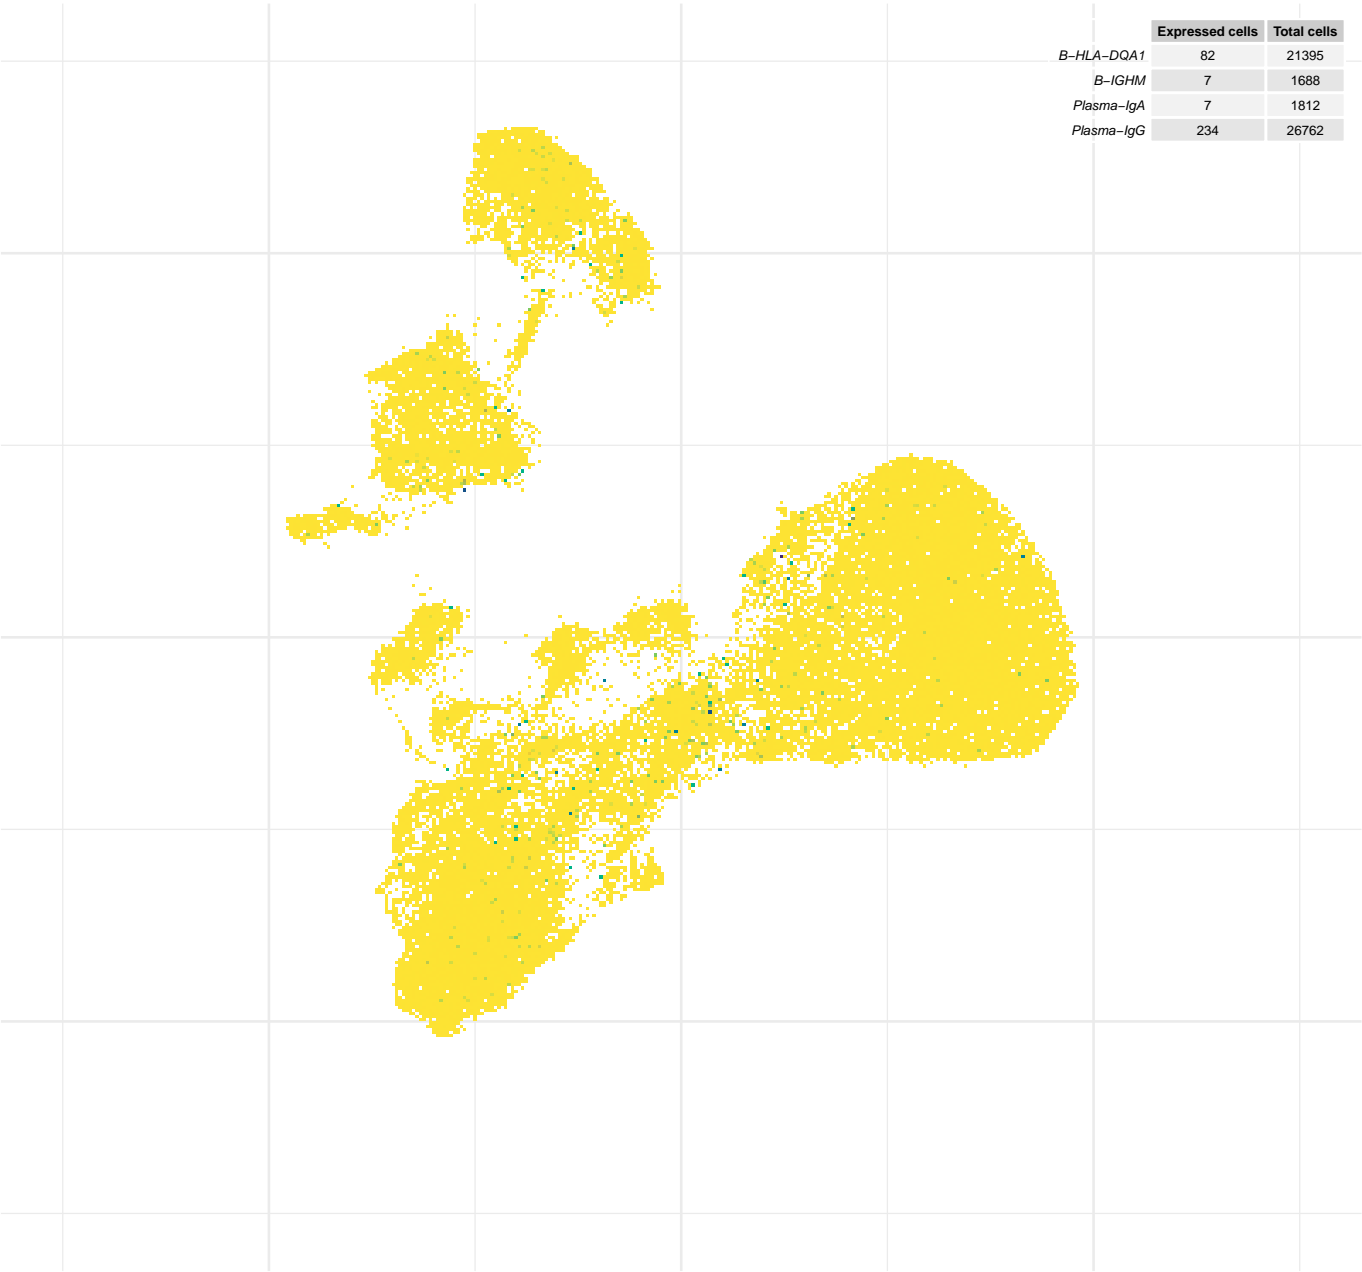 Expressed cells Total cells
B−HLA−DQA1 82 21395
B−IGHM 7 1688
Plasma−IgA 7 1812
Plasma−IgG 234 26762